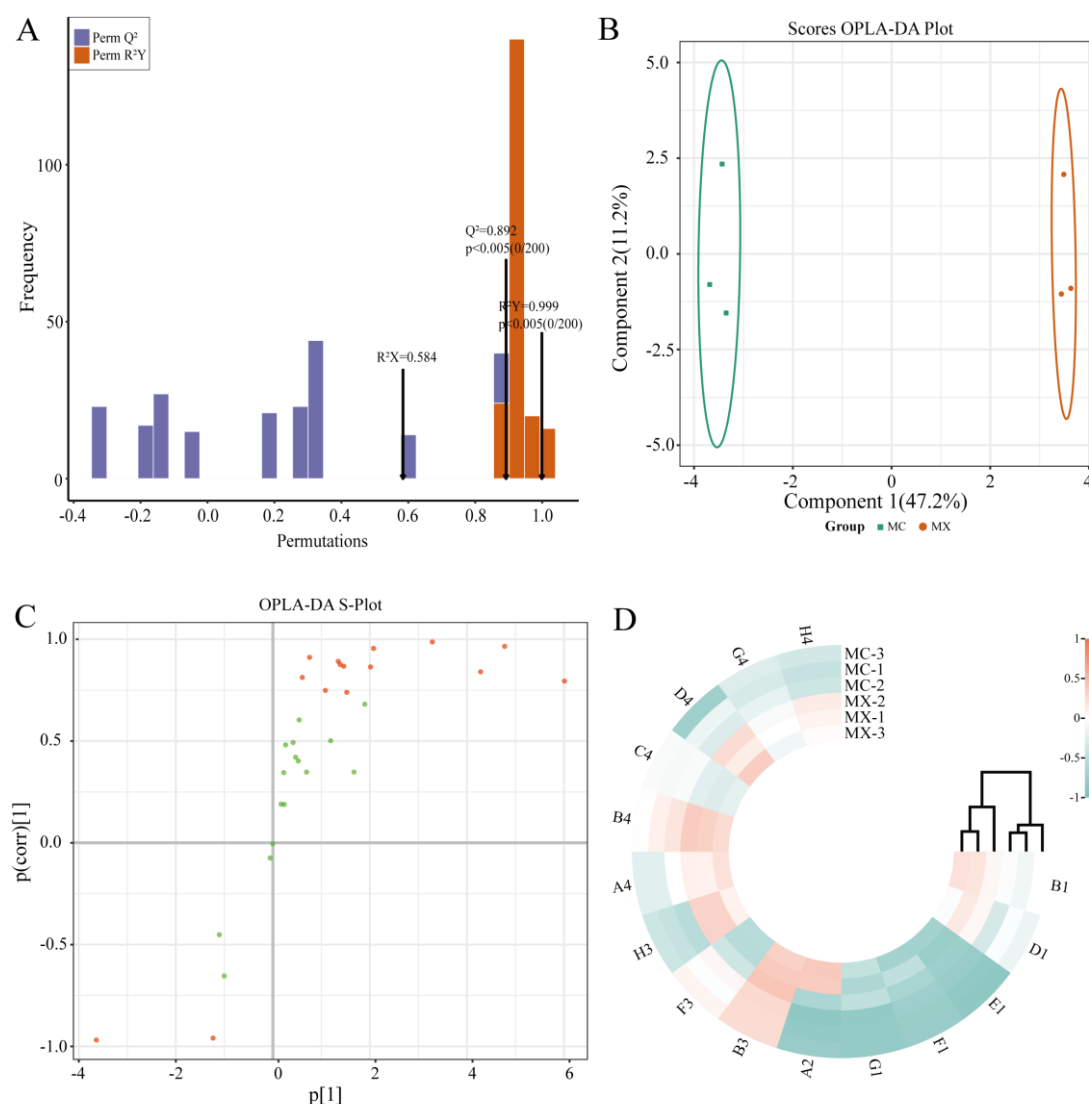 A
Perm Q²
Perm R²Y
Frequency
100
50
0
Q²=0.892
p<0.005(0/200)
R²Y=0.999
p<0.005(0/200)
R²X=0.584
-0.4 -0.2 0.0 0.2 0.4 0.6 0.8 1.0
Permutations
B
Scores OPLA-DA Plot
Component 2(11.2%)
5.0
2.5
0.0
-2.5
-5.0
-4 -2 0 2 4
Component 1(47.2%)
Group MC MX
C
OPLA-DA S-Plot
p(corr)[1]
1.0
0.5
0.0
-0.5
-1.0
-4 -2 0 2 4 6
p[1]
D
H4
G4
D4
C4
B4
A4
H3
F3
B3
A2
G1
F1
E1
D1
B1
MC-3
MC-1
MC-2
MX-2
MX-1
MX-3
1
0.5
0
-0.5
-1